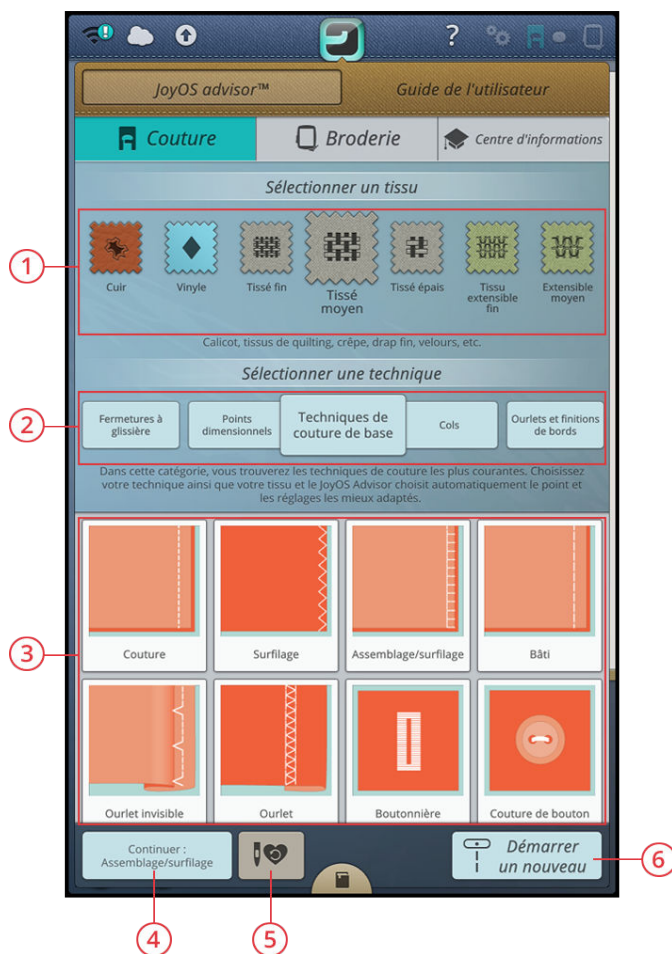 ?
JoyOS advisor™
Guide de l'utilisateur
Couture
Broderie
Centre d'informations
Sélectionner un tissu
1
Cuir
Vinyle
Tissé fin
Tissé
moyen
Tissé épais
Tissu
extensible
fin
Extensible
moyen
Calicot, tissus de quilting, crêpe, drap fin, velours, etc.
Sélectionner une technique
2
Fermetures à
glissière
Points
dimensionnels
Techniques de
couture de base
Cols
Ourlets et finitions
de bords
Dans cette catégorie, vous trouverez les techniques de couture les plus courantes. Choisissez
votre technique ainsi que votre tissu et le JoyOS Advisor choisit automatiquement le point et
les réglages les mieux adaptés.
3
Couture
Surfilage
Assemblage/surfilage
Bâti
Ourlet invisible
Ourlet
Boutonnière
Couture de bouton
Continuer :
Assemblage/surfilage
Démarrer
un nouveau
6
4
5